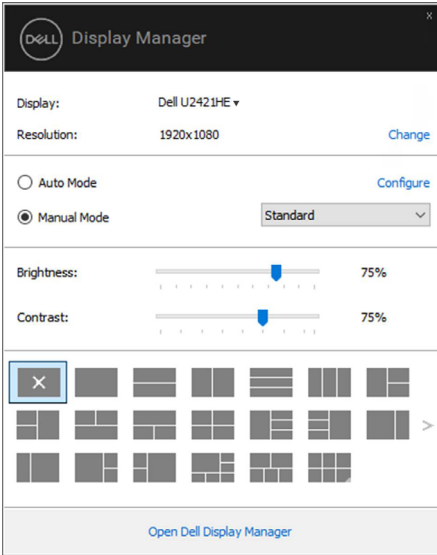 x
DELL Display Manager
Display: Dell U2421HE
Resolution: 1920x1080 Change
Auto Mode Configure
Manual Mode Standard
Brightness: 75%
Contrast: 75%
Open Dell Display Manager